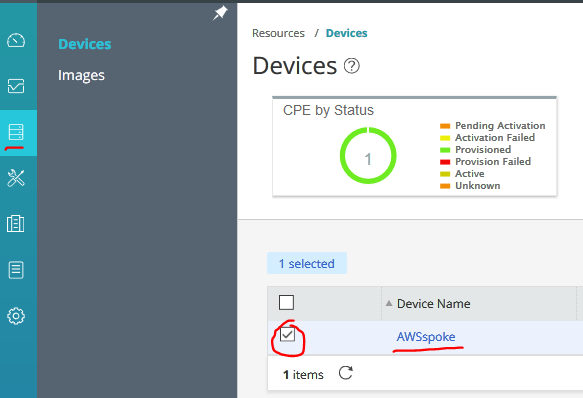 Devices
Images
Resources / Devices
Devices ?
CPE by Status
1
Pending Activation
Activation Failed
Provisioned
Provision Failed
Active
Unknown
1 selected
Device Name
AWSspoke
1 items